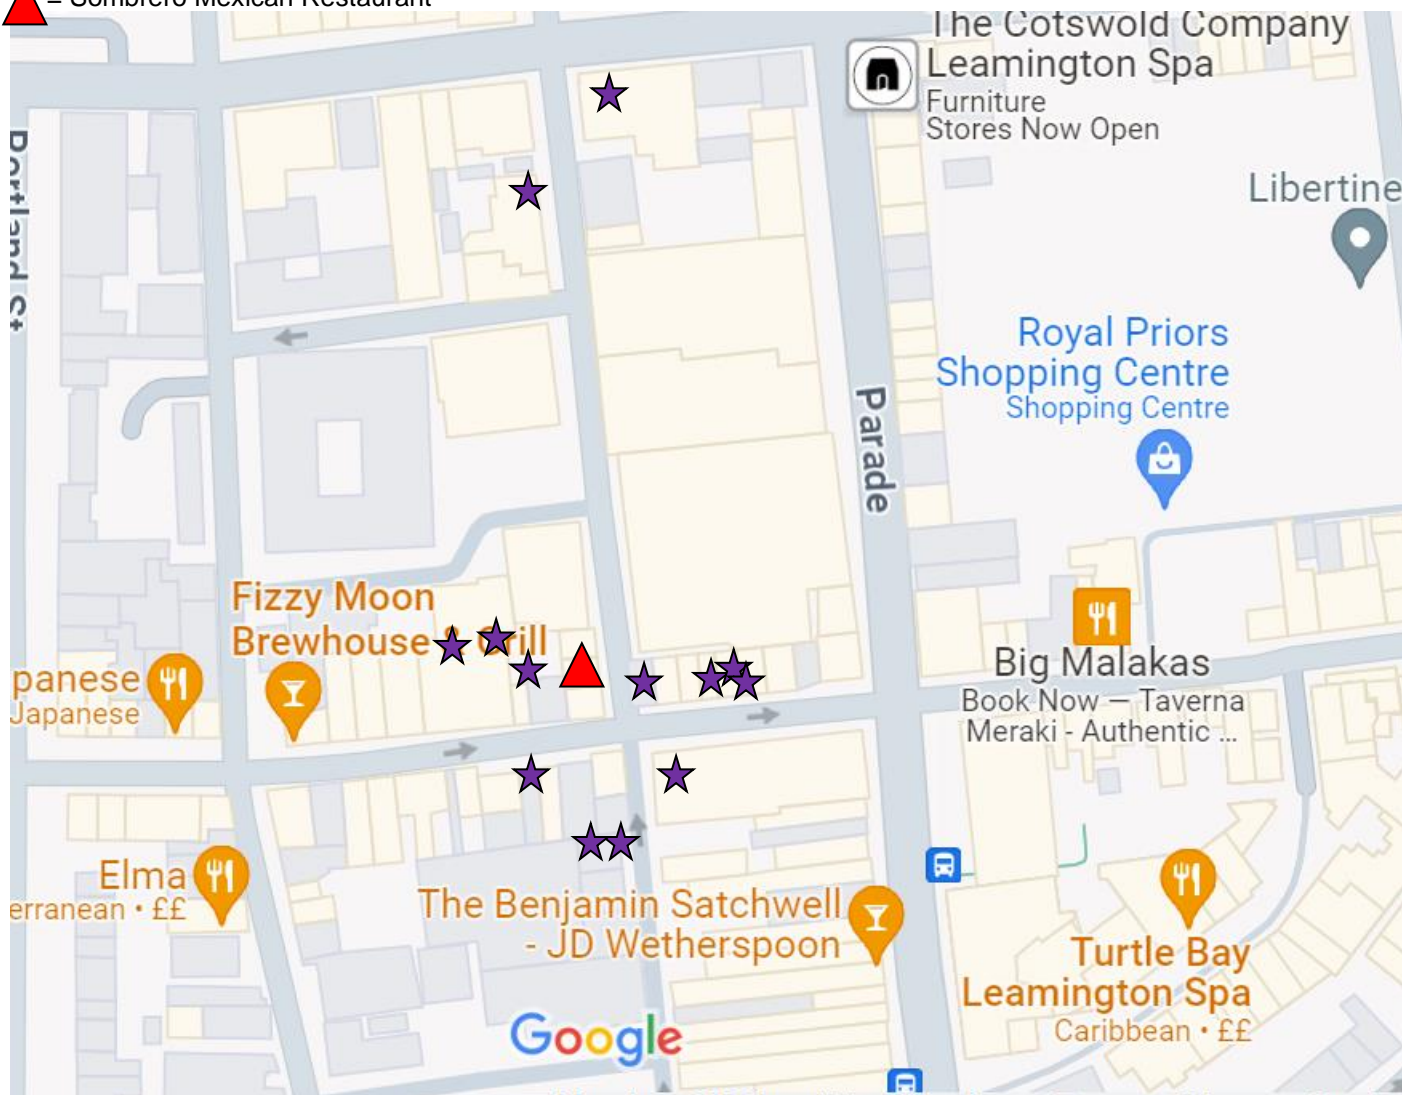 = Sombrero Mexican Restaurant
The Cotswold Company
Leamington Spa
Furniture
Stores Now Open
Portland St
Libertine
Royal Priors
Shopping Centre
Shopping Centre
Parade
Fizzy Moon
Brewhouse & Grill
panese
Japanese
Big Malakas
Book Now — Taverna
Meraki - Authentic ...
Elma
erranean • ££
The Benjamin Satchwell
- JD Wetherspoon
Turtle Bay
Leamington Spa
Caribbean • ££
Google